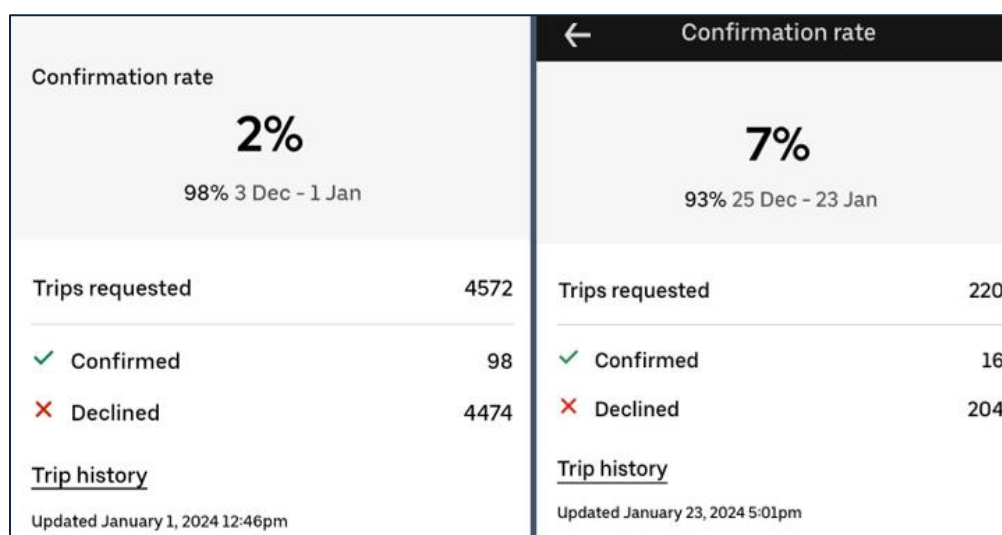 Confirmation rate
2%
98% 3 Dec - 1 Jan
Trips requested 4572
Confirmed 98
Declined 4474
Trip history
Updated January 1, 2024 12:46pm
Confirmation rate
7%
93% 25 Dec - 23 Jan
Trips requested 220
Confirmed 16
Declined 204
Trip history
Updated January 23, 2024 5:01pm